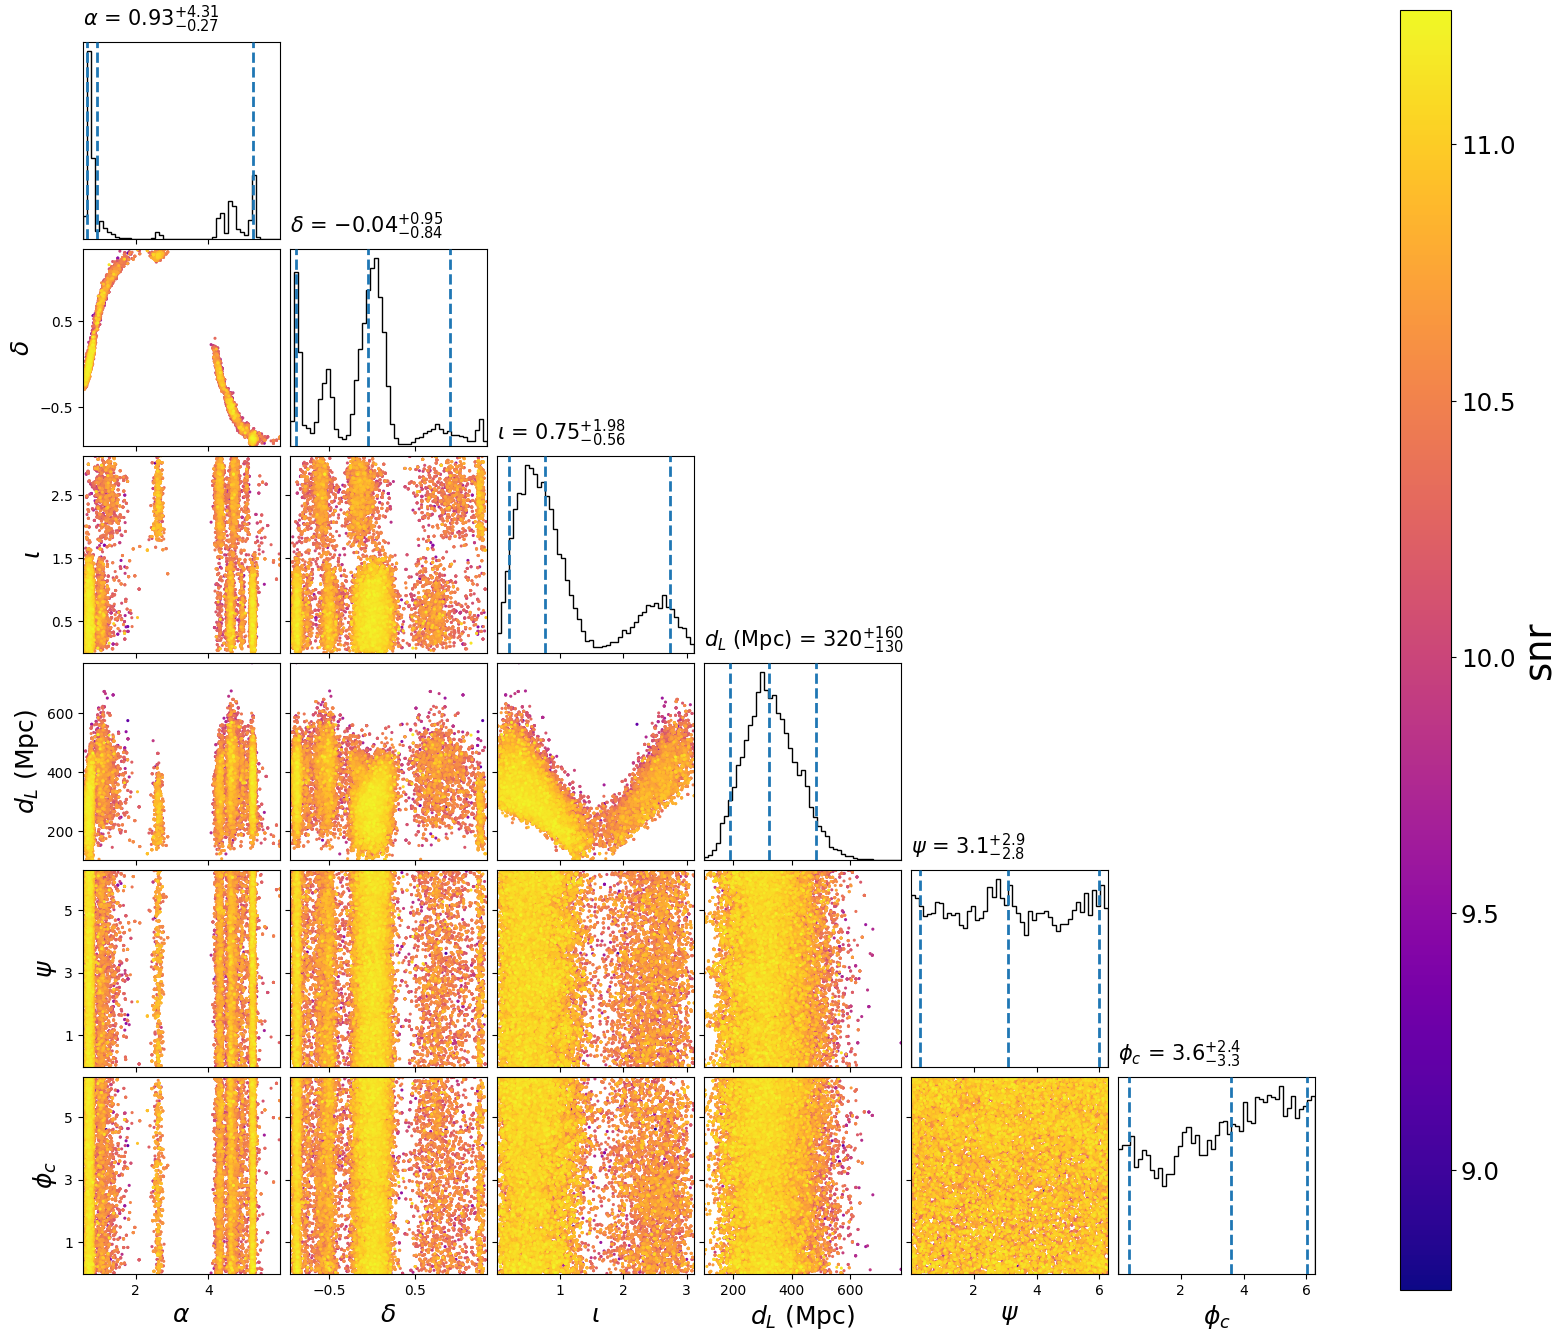 α = 0.93+4.31 −0.27
δ = −0.04+0.95 −0.84
ι = 0.75+1.98 −0.56
d_L (Mpc) = 320+160 −130
ψ = 3.1+2.9 −2.8
ϕ_c = 3.6+2.4 −3.3
δ
0.5
−0.5
ι
2.5
1.5
0.5
d_L (Mpc)
600
400
200
ψ
5
3
1
ϕ_c
5
3
1
2 4
α
−0.5 0.5
δ
1 2 3
ι
200 400 600
d_L (Mpc)
2 4 6
ψ
2 4 6
ϕ_c
11.0
10.5
10.0
9.5
9.0
snr